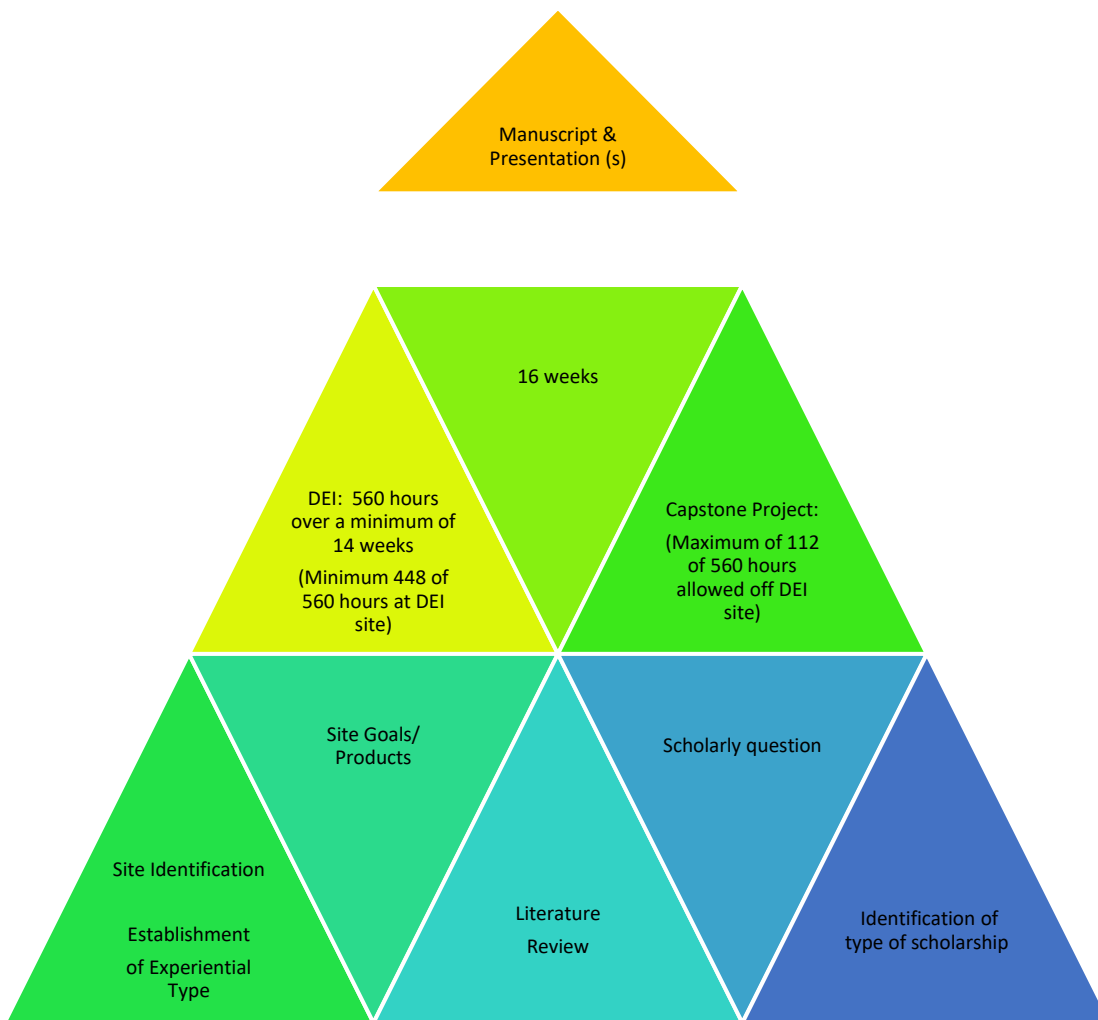 Manuscript &
Presentation (s)
16 weeks
DEI: 560 hours
over a minimum of
14 weeks
(Minimum 448 of
560 hours at DEI
site)
Capstone Project:
(Maximum of 112
of 560 hours
allowed off DEI
site)
Site Goals/
Products
Scholarly question
Site Identification
Establishment
of Experiential
Type
Literature
Review
Identification of
type of scholarship